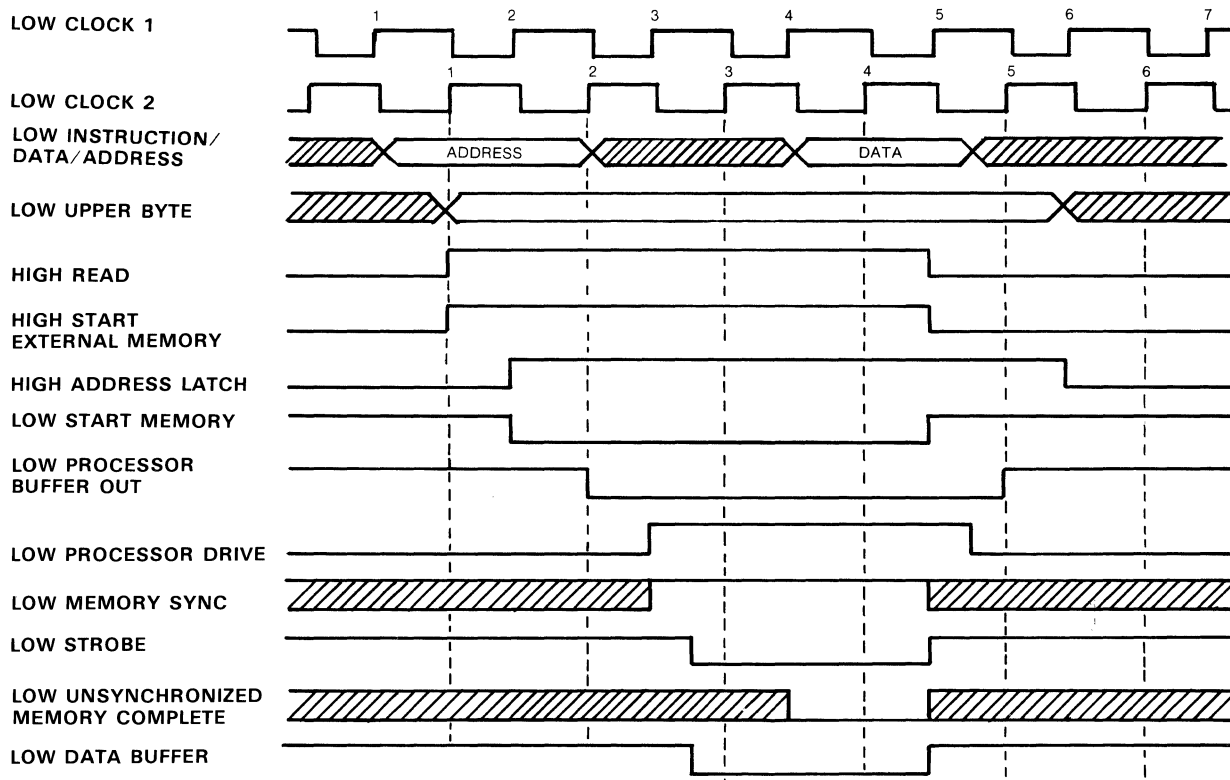 LOW CLOCK 1
1 2 3 4 5 6 7
LOW CLOCK 2
1 2 3 4 5 6
LOW INSTRUCTION/
DATA/ADDRESS
ADDRESS
DATA
LOW UPPER BYTE
HIGH READ
HIGH START
EXTERNAL MEMORY
HIGH ADDRESS LATCH
LOW START MEMORY
LOW PROCESSOR
BUFFER OUT
LOW PROCESSOR DRIVE
LOW MEMORY SYNC
LOW STROBE
LOW UNSYNCHRONIZED
MEMORY COMPLETE
LOW DATA BUFFER